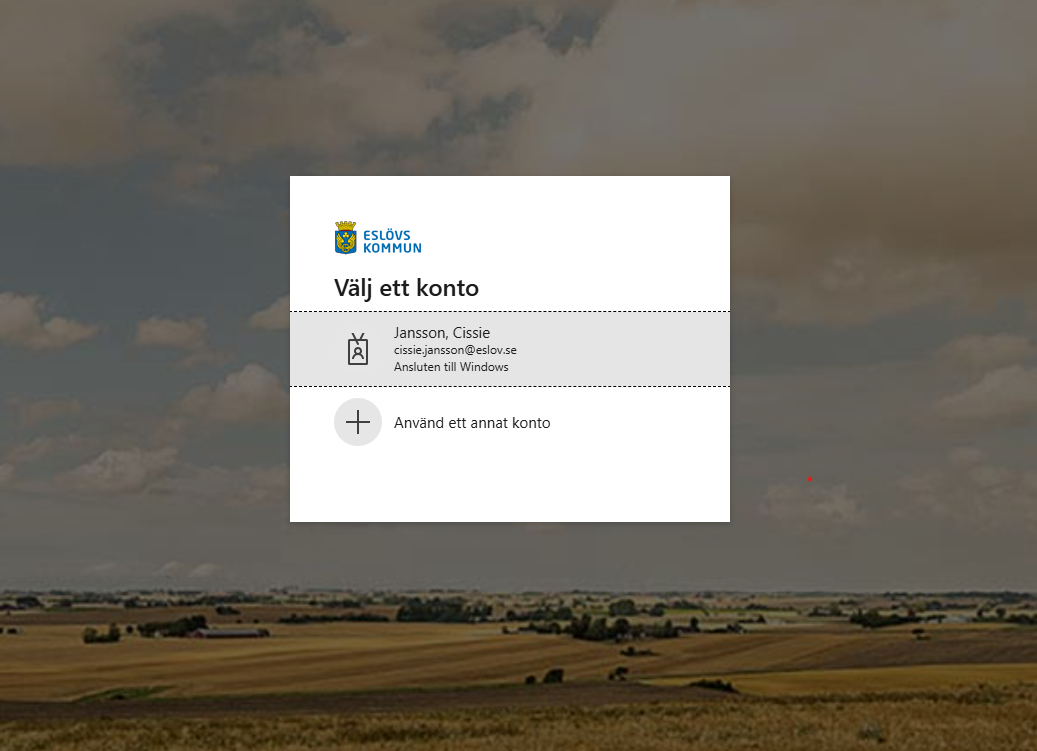 ESLÖVS
KOMMUN
Välj ett konto
Jansson, Cissie
cissie.jansson@eslov.se
Ansluten till Windows
Använd ett annat konto